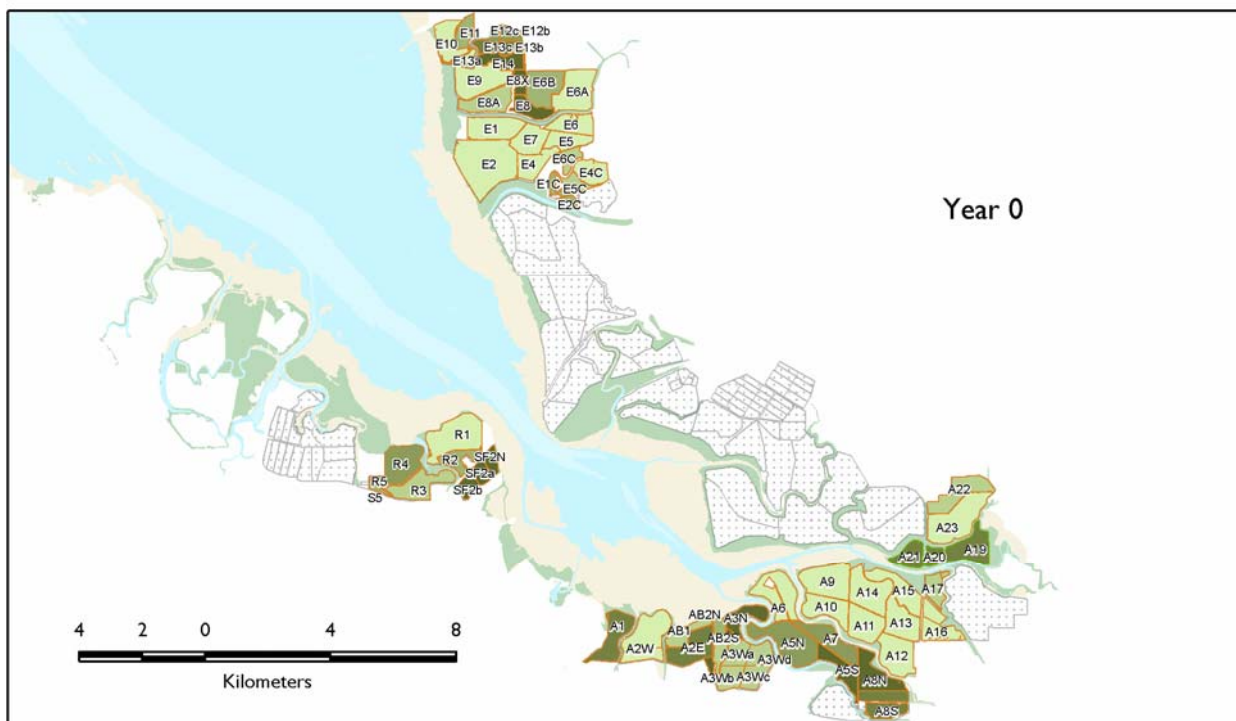 E10 E11 E12c E12b
E13c E13b
E13a E14
E9 E8X E6B E6A
E8A E8
E1 E7 E6
E5
E2 E4 E6C E4C
E1C E5C
E2C
Year 0
R1
R4 R2 SF2N
R5 SF2a
S5 R3 SF2b
A22
A23
A21 A20 A19
A9 A14 A15 A17
A6 A10
A1 AB2N A3N A11 A13 A16
A2W AB1 AB2S A5N A7
A2E A3Wa A3Wd A12
A3Wb A3Wc A5S A8N
A8S
4 2 0 4 8
Kilometers